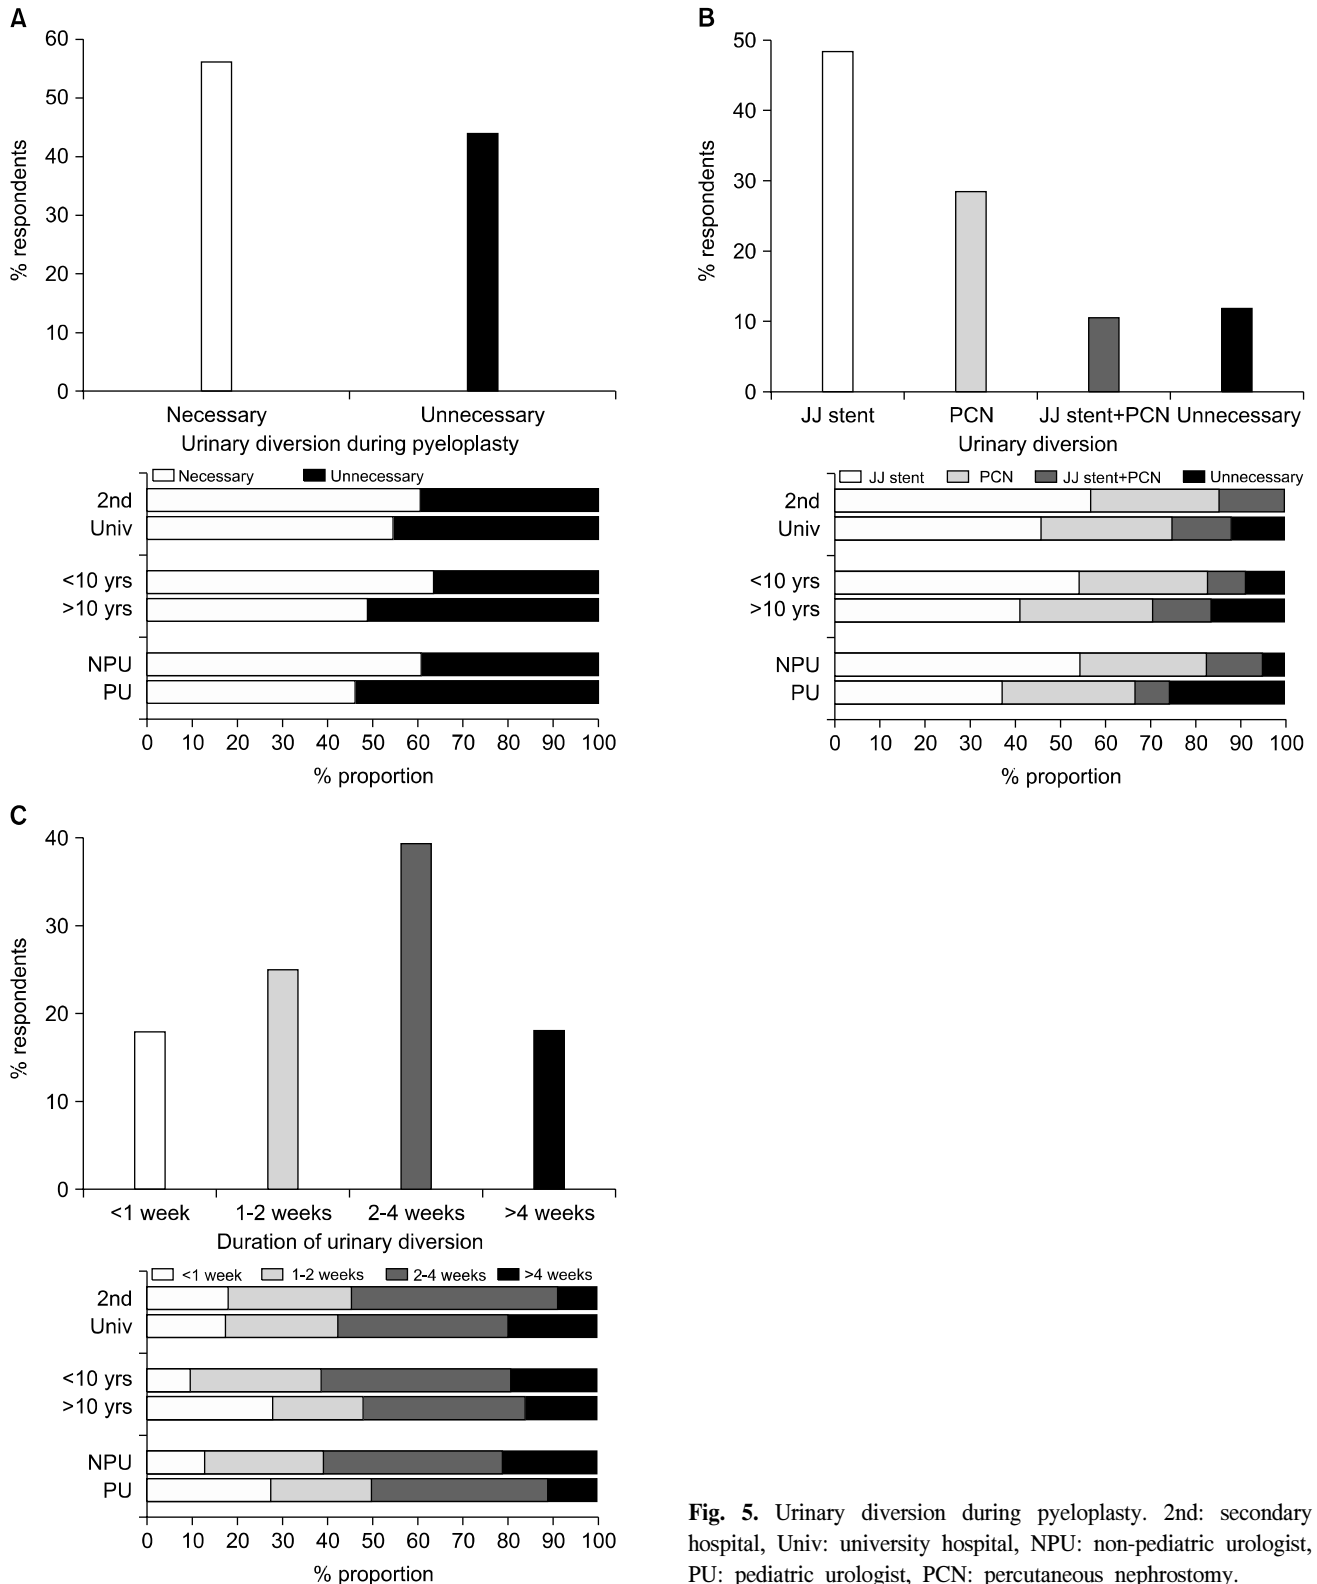 A
60
50
40
30
20
10
0
% respondents
Necessary Unnecessary
Urinary diversion during pyeloplasty
Necessary Unnecessary
2nd
Univ
<10 yrs
>10 yrs
NPU
PU
0 10 20 30 40 50 60 70 80 90 100
% proportion
B
50
40
30
20
10
0
% respondents
JJ stent PCN JJ stent+PCN Unnecessary
Urinary diversion
JJ stent PCN JJ stent+PCN Unnecessary
2nd
Univ
<10 yrs
>10 yrs
NPU
PU
0 10 20 30 40 50 60 70 80 90 100
% proportion
C
40
30
20
10
0
% respondents
<1 week 1-2 weeks 2-4 weeks >4 weeks
Duration of urinary diversion
<1 week 1-2 weeks 2-4 weeks >4 weeks
2nd
Univ
<10 yrs
>10 yrs
NPU
PU
0 10 20 30 40 50 60 70 80 90 100
% proportion
Fig. 5. Urinary diversion during pyeloplasty. 2nd: secondary
hospital, Univ: university hospital, NPU: non-pediatric urologist,
PU: pediatric urologist, PCN: percutaneous nephrostomy.